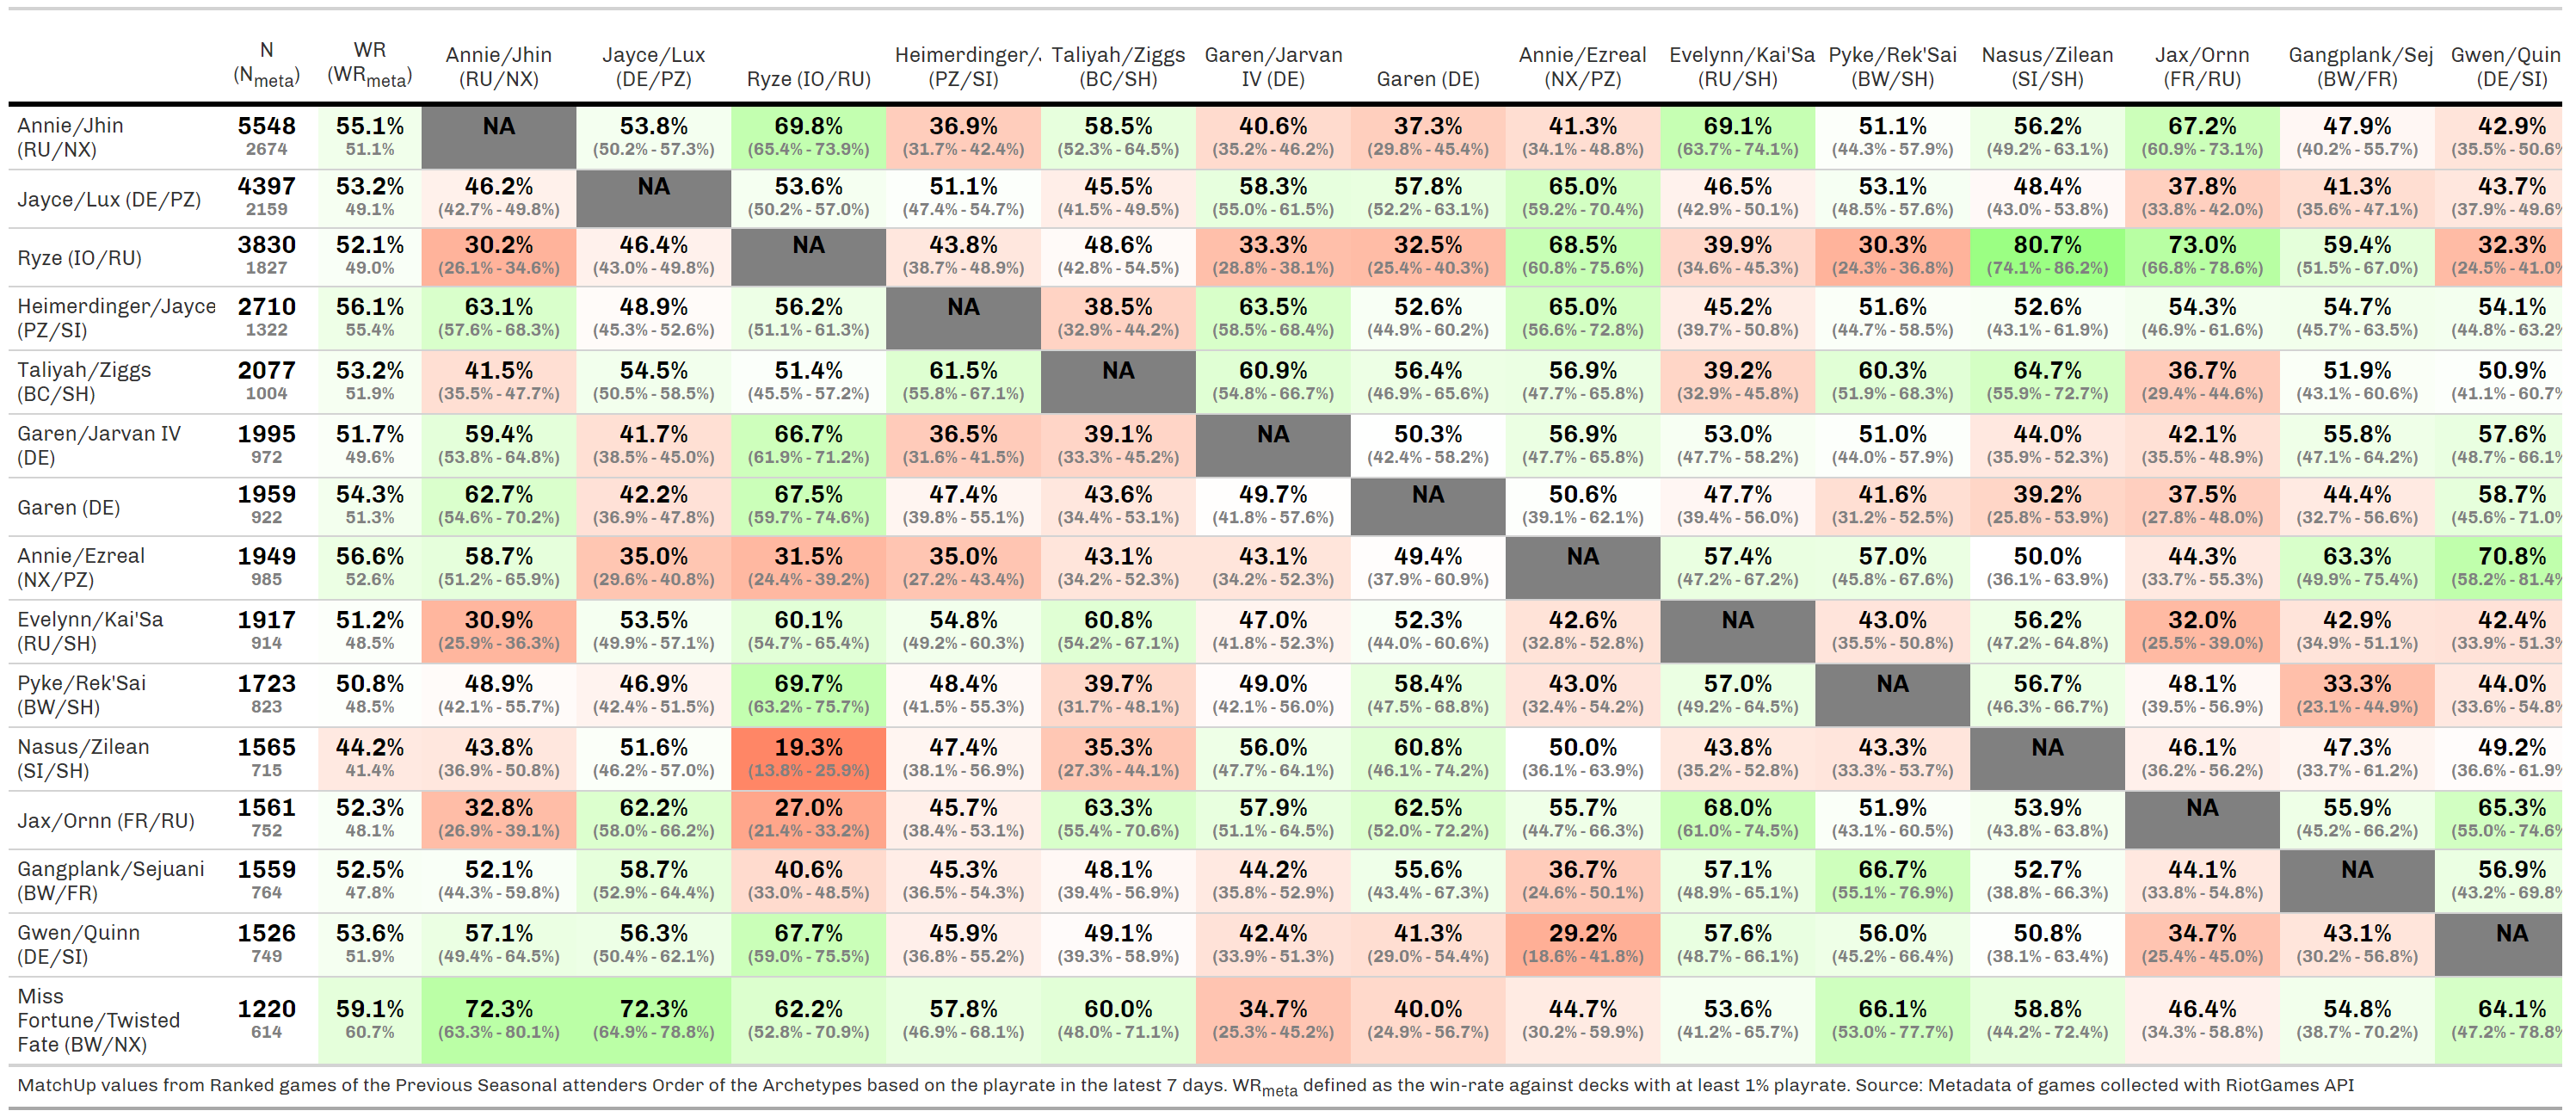 N WR Annie/Jhin Jayce/Lux Ryze (IO/RU) Heimerdinger/ Taliyah/Ziggs Garen/Jarvan Garen (DE) Annie/Ezreal Evelynn/Kai'Sa Pyke/Rek'Sai Nasus/Zilean Jax/Ornn Gangplank/Sej Gwen/Quin
(Nmeta) (WRmeta) (RU/NX) (DE/PZ) (PZ/SI) (BC/SH) IV (DE) (NX/PZ) (RU/SH) (BW/SH) (SI/SH) (FR/RU) (BW/FR) (DE/SI)
Annie/Jhin 5548 55.1% NA 53.8% 69.8% 36.9% 58.5% 40.6% 37.3% 41.3% 69.1% 51.1% 56.2% 67.2% 47.9% 42.9%
(RU/NX) 2674 51.1% (50.2% - 57.3%) (65.4% - 73.9%) (31.7% - 42.4%) (52.3% - 64.5%) (35.2% - 46.2%) (29.8% - 45.4%) (34.1% - 48.8%) (63.7% - 74.1%) (44.3% - 57.9%) (49.2% - 63.1%) (60.9% - 73.1%) (40.2% - 55.7%) (35.5% - 50.6%
Jayce/Lux (DE/PZ) 4397 53.2% 46.2% NA 53.6% 51.1% 45.5% 58.3% 57.8% 65.0% 46.5% 53.1% 48.4% 37.8% 41.3% 43.7%
2159 49.1% (42.7% - 49.8%) (50.2% - 57.0%) (47.4% - 54.7%) (41.5% - 49.5%) (55.0% - 61.5%) (52.2% - 63.1%) (59.2% - 70.4%) (42.9% - 50.1%) (48.5% - 57.6%) (43.0% - 53.8%) (33.8% - 42.0%) (35.6% - 47.1%) (37.9% - 49.6%
Ryze (IO/RU) 3830 52.1% 30.2% 46.4% NA 43.8% 48.6% 33.3% 32.5% 68.5% 39.9% 30.3% 80.7% 73.0% 59.4% 32.3%
1827 49.0% (26.1% - 34.6%) (43.0% - 49.8%) (38.7% - 48.9%) (42.8% - 54.5%) (28.8% - 38.1%) (25.4% - 40.3%) (60.8% - 75.6%) (34.6% - 45.3%) (24.3% - 36.8%) (74.1% - 86.2%) (66.8% - 78.6%) (51.5% - 67.0%) (24.5% - 41.0%
Heimerdinger/Jayce 2710 56.1% 63.1% 48.9% 56.2% NA 38.5% 63.5% 52.6% 65.0% 45.2% 51.6% 52.6% 54.3% 54.7% 54.1%
(PZ/SI) 1322 55.4% (57.6% - 68.3%) (45.3% - 52.6%) (51.1% - 61.3%) (32.9% - 44.2%) (58.5% - 68.4%) (44.9% - 60.2%) (56.6% - 72.8%) (39.7% - 50.8%) (44.7% - 58.5%) (43.1% - 61.9%) (46.9% - 61.6%) (45.7% - 63.5%) (44.8% - 63.2%
Taliyah/Ziggs 2077 53.2% 41.5% 54.5% 51.4% 61.5% NA 60.9% 56.4% 56.9% 39.2% 60.3% 64.7% 36.7% 51.9% 50.9%
(BC/SH) 1004 51.9% (35.5% - 47.7%) (50.5% - 58.5%) (45.5% - 57.2%) (55.8% - 67.1%) (54.8% - 66.7%) (46.9% - 65.6%) (47.7% - 65.8%) (32.9% - 45.8%) (51.9% - 68.3%) (55.9% - 72.7%) (29.4% - 44.6%) (43.1% - 60.6%) (41.1% - 60.7%
Garen/Jarvan IV 1995 51.7% 59.4% 41.7% 66.7% 36.5% 39.1% NA 50.3% 56.9% 53.0% 51.0% 44.0% 42.1% 55.8% 57.6%
(DE) 972 49.6% (53.8% - 64.8%) (38.5% - 45.0%) (61.9% - 71.2%) (31.6% - 41.5%) (33.3% - 45.2%) (42.4% - 58.2%) (47.7% - 65.8%) (47.7% - 58.2%) (44.0% - 57.9%) (35.9% - 52.3%) (35.5% - 48.9%) (47.1% - 64.2%) (48.7% - 66.1%
Garen (DE) 1959 54.3% 62.7% 42.2% 67.5% 47.4% 43.6% 49.7% NA 50.6% 47.7% 41.6% 39.2% 37.5% 44.4% 58.7%
922 51.3% (54.6% - 70.2%) (36.9% - 47.8%) (59.7% - 74.6%) (39.8% - 55.1%) (34.4% - 53.1%) (41.8% - 57.6%) (39.1% - 62.1%) (39.4% - 56.0%) (31.2% - 52.5%) (25.8% - 53.9%) (27.8% - 48.0%) (32.7% - 56.6%) (45.6% - 71.0%
Annie/Ezreal 1949 56.6% 58.7% 35.0% 31.5% 35.0% 43.1% 43.1% 49.4% NA 57.4% 57.0% 50.0% 44.3% 63.3% 70.8%
(NX/PZ) 985 52.6% (51.2% - 65.9%) (29.6% - 40.8%) (24.4% - 39.2%) (27.2% - 43.4%) (34.2% - 52.3%) (34.2% - 52.3%) (37.9% - 60.9%) (47.2% - 67.2%) (45.8% - 67.6%) (36.1% - 63.9%) (33.7% - 55.3%) (49.9% - 75.4%) (58.2% - 81.4%
Evelynn/Kai'Sa 1917 51.2% 30.9% 53.5% 60.1% 54.8% 60.8% 47.0% 52.3% 42.6% NA 43.0% 56.2% 32.0% 42.9% 42.4%
(RU/SH) 914 48.5% (25.9% - 36.3%) (49.9% - 57.1%) (54.7% - 65.4%) (49.2% - 60.3%) (54.2% - 67.1%) (41.8% - 52.3%) (44.0% - 60.6%) (32.8% - 52.8%) (35.5% - 50.8%) (47.2% - 64.8%) (25.5% - 39.0%) (34.9% - 51.1%) (33.9% - 51.3%
Pyke/Rek'Sai 1723 50.8% 48.9% 46.9% 69.7% 48.4% 39.7% 49.0% 58.4% 43.0% 57.0% NA 56.7% 48.1% 33.3% 44.0%
(BW/SH) 823 48.5% (42.1% - 55.7%) (42.4% - 51.5%) (63.2% - 75.7%) (41.5% - 55.3%) (31.7% - 48.1%) (42.1% - 56.0%) (47.5% - 68.8%) (32.4% - 54.2%) (49.2% - 64.5%) (46.3% - 66.7%) (39.5% - 56.9%) (23.1% - 44.9%) (33.6% - 54.8%
Nasus/Zilean 1565 44.2% 43.8% 51.6% 19.3% 47.4% 35.3% 56.0% 60.8% 50.0% 43.8% 43.3% NA 46.1% 47.3% 49.2%
(SI/SH) 715 41.4% (36.9% - 50.8%) (46.2% - 57.0%) (13.8% - 25.9%) (38.1% - 56.9%) (27.3% - 44.1%) (47.7% - 64.1%) (46.1% - 74.2%) (36.1% - 63.9%) (35.2% - 52.8%) (33.3% - 53.7%) (36.2% - 56.2%) (33.7% - 61.2%) (36.6% - 61.9%
Jax/Ornn (FR/RU) 1561 52.3% 32.8% 62.2% 27.0% 45.7% 63.3% 57.9% 62.5% 55.7% 68.0% 51.9% 53.9% NA 55.9% 65.3%
752 48.1% (26.9% - 39.1%) (58.0% - 66.2%) (21.4% - 33.2%) (38.4% - 53.1%) (55.4% - 70.6%) (51.1% - 64.5%) (52.0% - 72.2%) (44.7% - 66.3%) (61.0% - 74.5%) (43.1% - 60.5%) (43.8% - 63.8%) (45.2% - 66.2%) (55.0% - 74.6%
Gangplank/Sejuani 1559 52.5% 52.1% 58.7% 40.6% 45.3% 48.1% 44.2% 55.6% 36.7% 57.1% 66.7% 52.7% 44.1% NA 56.9%
(BW/FR) 764 47.8% (44.3% - 59.8%) (52.9% - 64.4%) (33.0% - 48.5%) (36.5% - 54.3%) (39.4% - 56.9%) (35.8% - 52.9%) (43.4% - 67.3%) (24.6% - 50.1%) (48.9% - 65.1%) (55.1% - 76.9%) (38.8% - 66.3%) (33.8% - 54.8%) (43.2% - 69.8%
Gwen/Quinn 1526 53.6% 57.1% 56.3% 67.7% 45.9% 49.1% 42.4% 41.3% 29.2% 57.6% 56.0% 50.8% 34.7% 43.1% NA
(DE/SI) 749 51.9% (49.4% - 64.5%) (50.4% - 62.1%) (59.0% - 75.5%) (36.8% - 55.2%) (39.3% - 58.9%) (33.9% - 51.3%) (29.0% - 54.4%) (18.6% - 41.8%) (48.7% - 66.1%) (45.2% - 66.4%) (38.1% - 63.4%) (25.4% - 45.0%) (30.2% - 56.8%)
Miss
Fortune/Twisted 1220 59.1% 72.3% 72.3% 62.2% 57.8% 60.0% 34.7% 40.0% 44.7% 53.6% 66.1% 58.8% 46.4% 54.8% 64.1%
Fate (BW/NX) 614 60.7% (63.3% - 80.1%) (64.9% - 78.8%) (52.8% - 70.9%) (46.9% - 68.1%) (48.0% - 71.1%) (25.3% - 45.2%) (24.9% - 56.7%) (30.2% - 59.9%) (41.2% - 65.7%) (53.0% - 77.7%) (44.2% - 72.4%) (34.3% - 58.8%) (38.7% - 70.2%) (47.2% - 78.8%
MatchUp values from Ranked games of the Previous Seasonal attenders Order of the Archetypes based on the playrate in the latest 7 days. WRmeta defined as the win-rate against decks with at least 1% playrate. Source: Metadata of games collected with RiotGames API